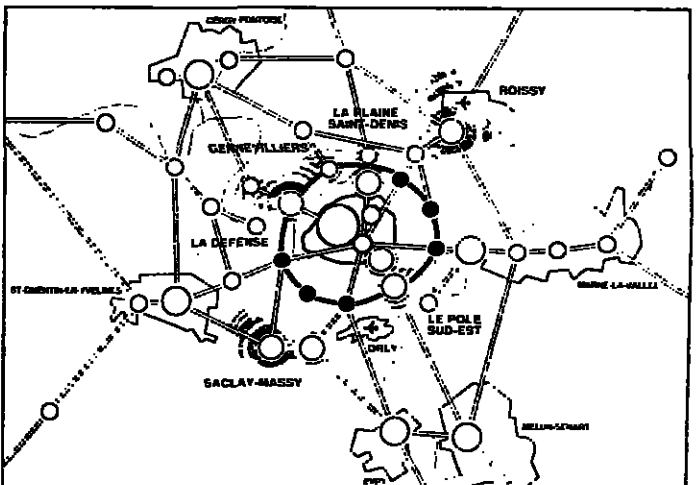 CERGY-PONTOISE
ROISSY
LA PLAINE
SAINT-DENIS
GENNEVILLIERS
LA DEFENSE
ST-QUENTIN-EN-YVELINES
MARNE-LA-VALLEE
LE POLE
SUD-EST
ORLY
SACLAY-MASSY
MELUN-SENART
EVRY